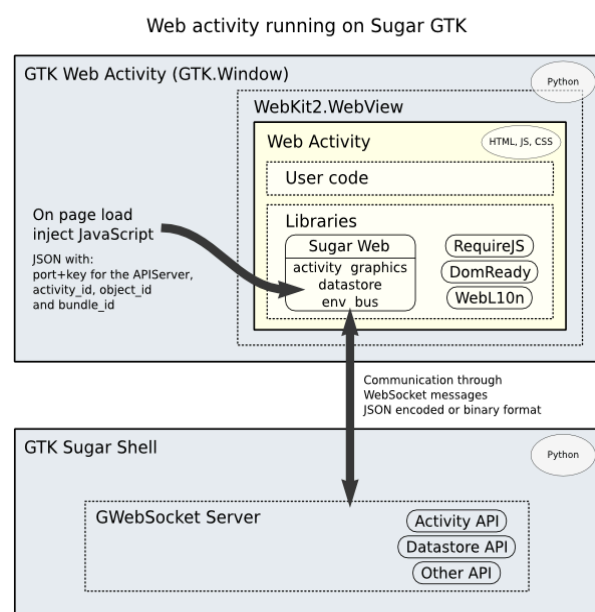 Web activity running on Sugar GTK
GTK Web Activity (GTK.Window)
Python
WebKit2.WebView
Web Activity
HTML, JS, CSS
User code
On page load
inject JavaScript
JSON with:
port+key for the APIServer,
activity_id, object_id
and bundle_id
Libraries
Sugar Web
activity graphics
datastore
env bus
RequireJS
DomReady
WebL10n
Communication through
WebSocket messages
JSON encoded or binary format
GTK Sugar Shell
Python
GWebSocket Server
Activity API
Datastore API
Other API